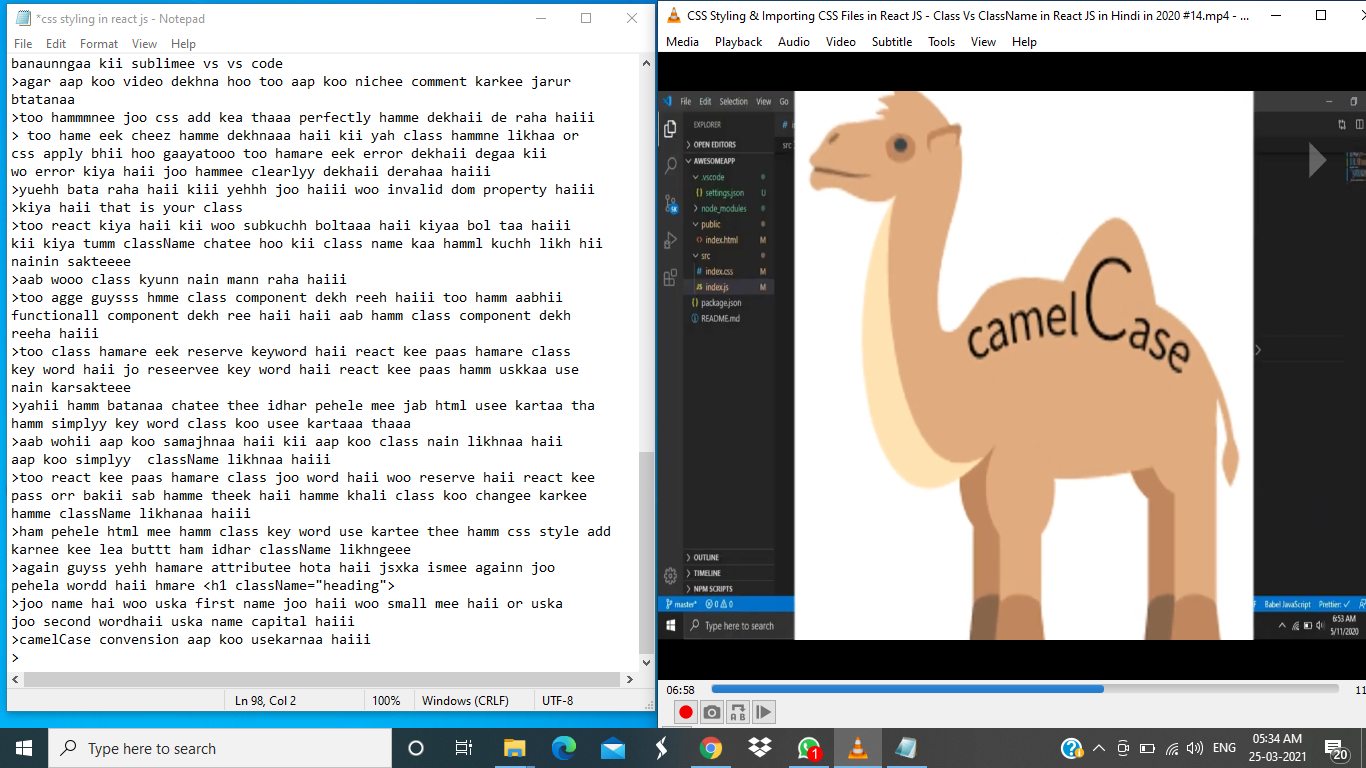 *css styling in react js - Notepad
File Edit Format View Help
banaunngaa kii sublimee vs vs code
>agar aap koo video dekhna hoo too aap koo nichee comment karkee jarur
btatanaa
>too hammmnee joo css add kea thaaa perfectly hamme dekhaii de raha haiii
> too hame eek cheez hamme dekhnaaa haii kii yah class hammne likhaa or
css apply bhii hoo gaayatooo too hamare eek error dekhaii degaa kii
wo error kiya haii joo hammee clearlyy dekhaii derahaa haiii
>yuehh bata raha haii kiii yehhh joo haiii woo invalid dom property haiii
>kiya haii that is your class
>too react kiya haii kii woo subkuchh boltaaa haii kiyaa bol taa haiii
kii kiya tumm className chatee hoo kii class name kaa hamml kuchh likh hii
nainin sakteeee
>aab wooo class kyunn nain mann raha haiii
>too agge guysss hmme class component dekh reeh haiii too hamm aabhii
functionall component dekh ree haii haii aab hamm class component dekh
reeha haiii
>too class hamare eek reserve keyword haii react kee paas hamare class
key word haii jo reseervee key word haii react kee paas hamm uskkaa use
nain karsakteee
>yahii hamm batanaa chatee thee idhar pehele mee jab html usee kartaa tha
hamm simplyy key word class koo usee kartaaa thaaa
>aab wohii aap koo samajhnaa haii kii aap koo class nain likhnaa haii
aap koo simplyy  className likhnaa haiii
>too react kee paas hamare class joo word haii woo reserve haii react kee
pass orr bakii sab hamme theek haii hamme khali class koo changee karkee
hamme className likhanaa haiii
>ham pehele html mee hamm class key word use kartee thee hamm css style add
karnee kee lea buttt ham idhar className likhngeee
>again guyss yehh hamare attributee hota haii jsxka ismee againn joo
pehela wordd haii hmare <h1 className="heading">
>joo name hai woo uska first name joo haii woo small mee haii or uska
joo second wordhaii uska name capital haiii
>camelCase convension aap koo usekarnaa haiii
>
Ln 98, Col 2 100% Windows (CRLF) UTF-8
CSS Styling & Importing CSS Files in React JS - Class Vs ClassName in React JS in Hindi in 2020 #14.mp4 - ...
Media Playback Audio Video Subtitle Tools View Help
File Edit Selection View Go
EXPLORER
OPEN EDITORS
AWESOMEAPP
.vscode
settings.json U
node_modules
public
index.html M
src
index.css M
index.js M
package.json
README.md
OUTLINE
TIMELINE
NPM SCRIPTS
master* 0 0
Babel JavaScript Prettier: ✓
Type here to search
6:53 AM
5/11/2020
src
camelCase
06:58
A B
Type here to search
1
ENG
05:34 AM
25-03-2021
20